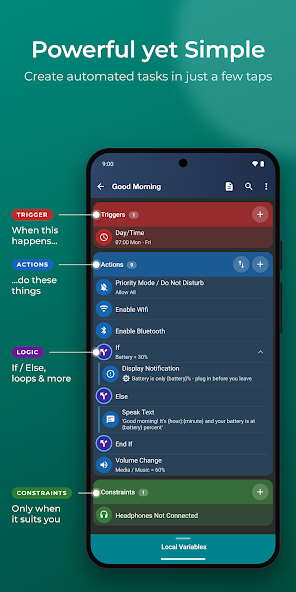 Powerful yet Simple
Create automated tasks in just a few taps
9:00
Good Morning
TRIGGER
When this
happens...
Triggers 1
Day/Time
07:00 Mon - Fri
ACTIONS
...do these
things
Actions 9
Priority Mode / Do Not Disturb
Allow All
Enable Wifi
Enable Bluetooth
LOGIC
If / Else,
loops & more
If
Battery < 30%
Display Notification
Battery is only {battery}% - plug in before you leave
Else
Speak Text
'Good morning! It's {hour}:{minute} and your battery is at
{battery} percent'
End If
Volume Change
Media / Music = 60%
CONSTRAINTS
Only when
it suits you
Constraints 1
Headphones Not Connected
Local Variables